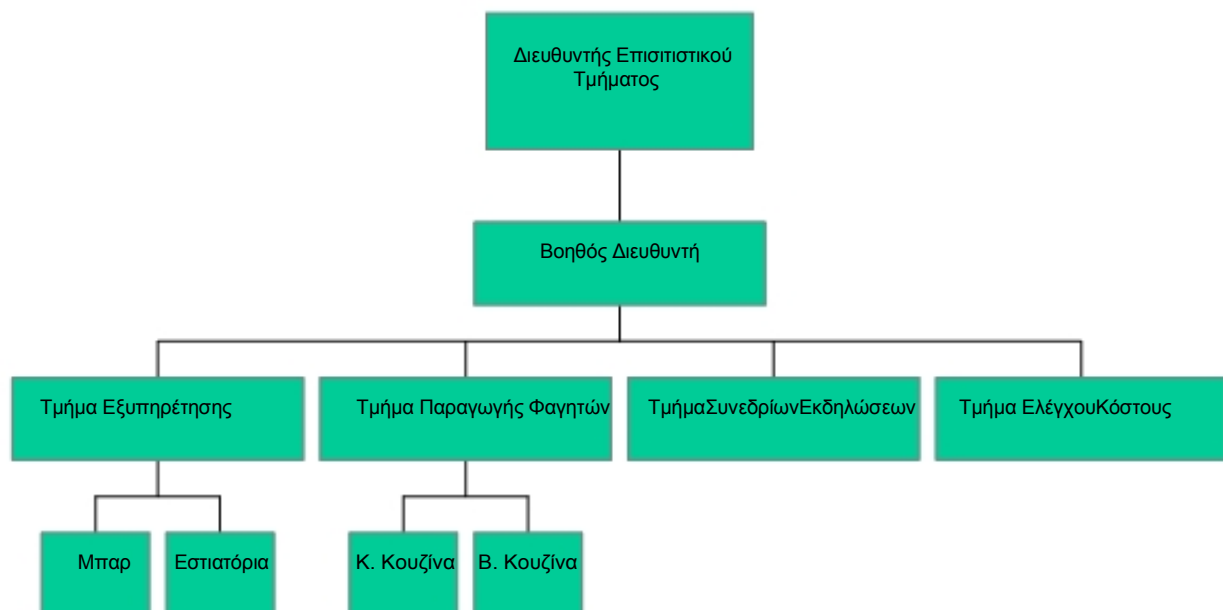 Διευθυντής Επισιτιστικού
Τμήματος
Βοηθός Διευθυντή
Τμήμα Εξυπηρέτησης
Τμήμα Παραγωγής Φαγητών
ΤμήμαΣυνεδρίωνΕκδηλώσεων
Τμήμα ΕλέγχουΚόστους
Μπαρ
Εστιατόρια
Κ. Κουζίνα
Β. Κουζίνα